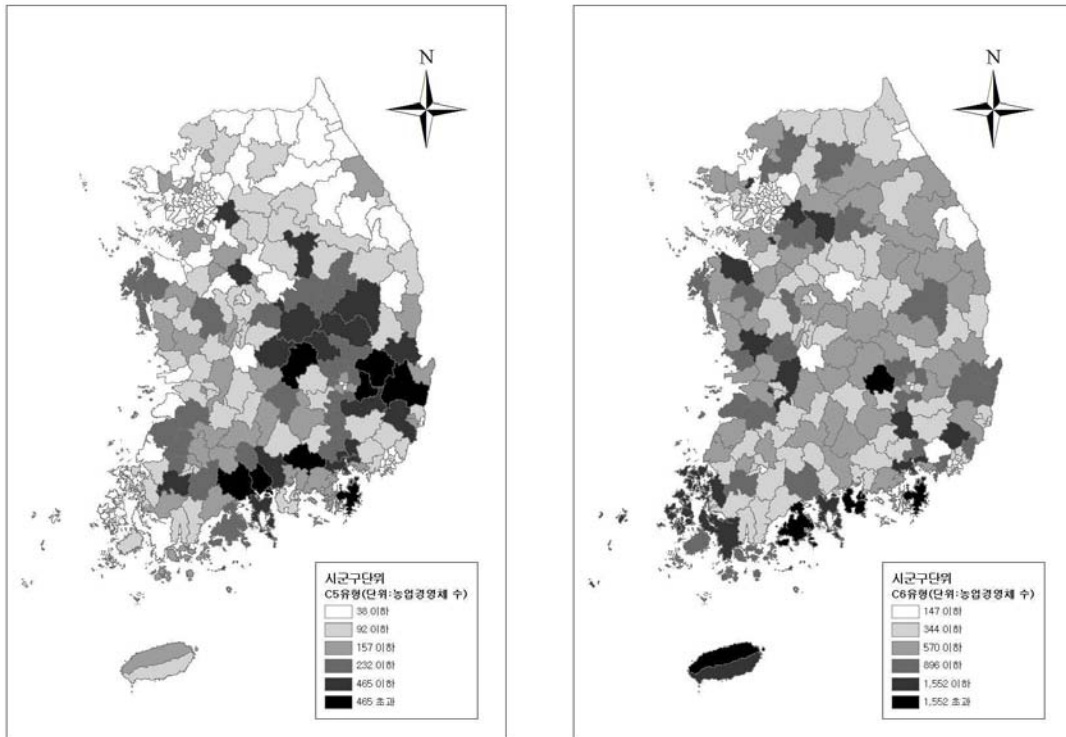 N
시군구단위
C5유형(단위:농업경영체 수)
38 이하
92 이하
157 이하
232 이하
465 이하
465 초과
N
시군구단위
C6유형(단위:농업경영체 수)
147 이하
344 이하
570 이하
896 이하
1,552 이하
1,552 초과